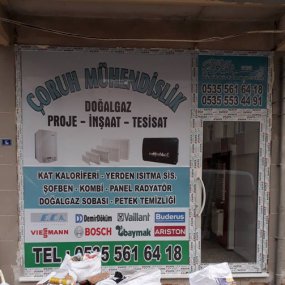 ÇORUH MÜHENDİSLİK
DOĞALGAZ
PROJE - İNŞAAT - TESİSAT
KAT KALORİFERİ - YERDEN ISITMA SİS.
ŞOFBEN - KOMBİ - PANEL RADYATÖR
DOĞALGAZ SOBASI - PETEK TEMİZLİĞİ
E.C.A. DemirDöküm Vaillant Buderus
VIESMANN BOSCH baymak ARISTON
TEL: 0535 561 64 18
0535 561 64 18
0535 553 44 91